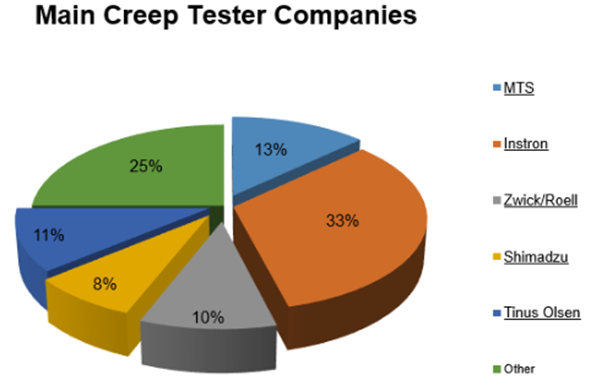 Main Creep Tester Companies
MTS
13%
25%
Instron
33%
Zwick/Roell
11%
Shimadzu
8%
10%
Tinus Olsen
Other